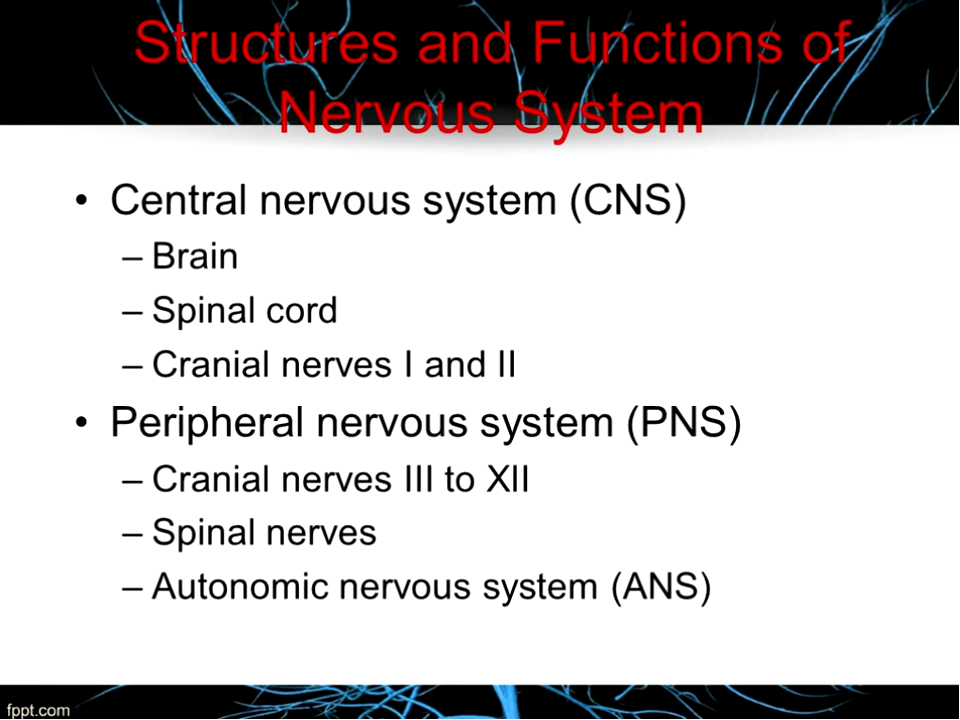 Structures and Functions of
Nervous System
• Central nervous system (CNS)
– Brain
– Spinal cord
– Cranial nerves I and II
• Peripheral nervous system (PNS)
– Cranial nerves III to XII
– Spinal nerves
– Autonomic nervous system (ANS)
fppt.com